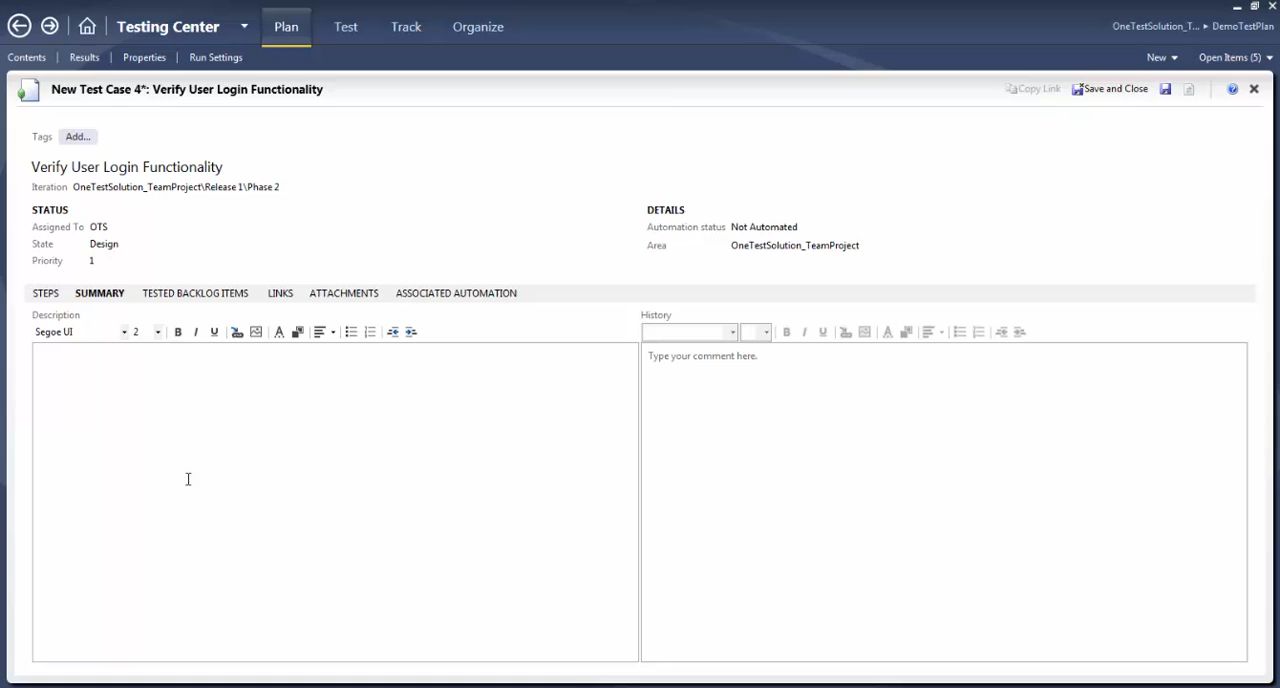 Testing Center Plan Test Track Organize OneTestSolution_T... ▸ DemoTestPlan
Contents Results Properties Run Settings New Open Items (5)
New Test Case 4*: Verify User Login Functionality Copy Link Save and Close
Tags Add...
Verify User Login Functionality
Iteration OneTestSolution_TeamProject\Release 1\Phase 2
STATUS DETAILS
Assigned To OTS Automation status Not Automated
State Design Area OneTestSolution_TeamProject
Priority 1
STEPS SUMMARY TESTED BACKLOG ITEMS LINKS ATTACHMENTS ASSOCIATED AUTOMATION
Description History
Segoe UI 2 B I U A B I U A
Type your comment here.